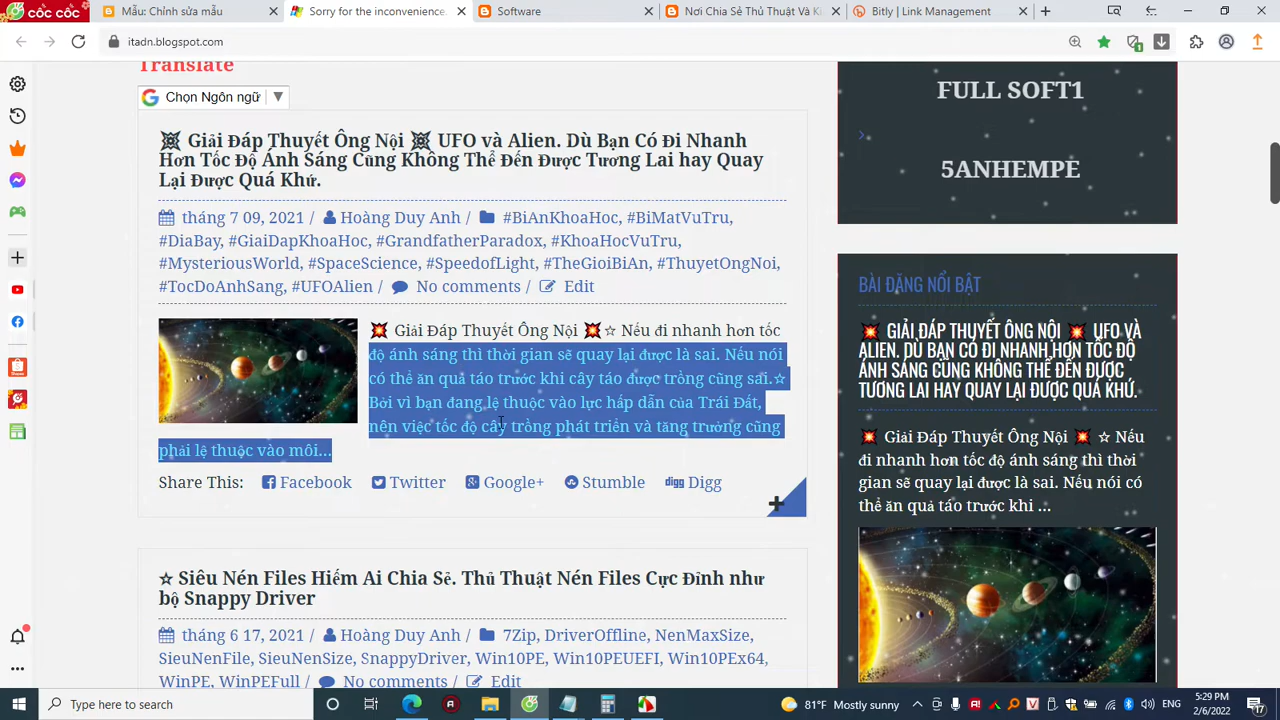 cốc cốc
Mẫu: Chỉnh sửa mẫu
Sorry for the inconvenience
Software
Nơi Chia Sẻ Thủ Thuật Và Ki
Bitly | Link Management
itadn.blogspot.com
Translate
Chọn Ngôn ngữ
Giải Đáp Thuyết Ông Nội UFO và Alien. Dù Bạn Có Đi Nhanh
Hơn Tốc Độ Ánh Sáng Cũng Không Thể Đến Được Tương Lai hay Quay
Lại Được Quá Khứ.
tháng 7 09, 2021 / Hoàng Duy Anh / #BiAnKhoaHoc, #BiMatVuTru,
#DiaBay, #GiaiDapKhoaHoc, #GrandfatherParadox, #KhoaHocVuTru,
#MysteriousWorld, #SpaceScience, #SpeedofLight, #TheGioiBiAn, #ThuyetOngNoi,
#TocDoAnhSang, #UFOAlien / No comments / Edit
💥 Giải Đáp Thuyết Ông Nội 💥☆ Nếu đi nhanh hơn tốc
độ ánh sáng thì thời gian sẽ quay lại được là sai. Nếu nói
có thể ăn quả táo trước khi cây táo được trồng cũng sai.☆
Bởi vì bạn đang lệ thuộc vào lực hấp dẫn của Trái Đất,
nên việc tốc độ cây trồng phát triển và tăng trưởng cũng
phải lệ thuộc vào môi...
Share This: Facebook Twitter Google+ Stumble Digg
☆ Siêu Nén Files Hiếm Ai Chia Sẻ. Thủ Thuật Nén Files Cực Đỉnh như
bộ Snappy Driver
tháng 6 17, 2021 / Hoàng Duy Anh / 7Zip, DriverOffline, NenMaxSize,
SieuNenFile, SieuNenSize, SnappyDriver, Win10PE, Win10PEUEFI, Win10PEx64,
WinPE, WinPEFull / No comments / Edit
FULL SOFT1
5ANHEMPE
BÀI ĐĂNG NỔI BẬT
💥 GIẢI ĐÁP THUYẾT ÔNG NỘI 💥 UFO VÀ
ALIEN. DÙ BẠN CÓ ĐI NHANH HƠN TỐC ĐỘ
ÁNH SÁNG CŨNG KHÔNG THỂ ĐẾN ĐƯỢC
TƯƠNG LAI HAY QUAY LẠI ĐƯỢC QUÁ KHỨ.
💥 Giải Đáp Thuyết Ông Nội 💥 ☆ Nếu
đi nhanh hơn tốc độ ánh sáng thì thời
gian sẽ quay lại được là sai. Nếu nói có
thể ăn quả táo trước khi ...
Type here to search
81°F Mostly sunny
ENG
5:29 PM
2/6/2022
17